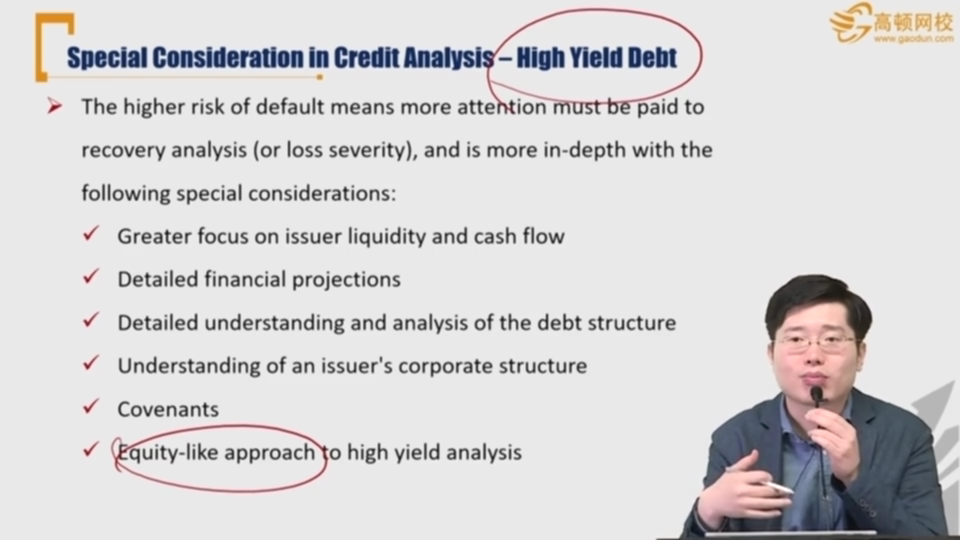 高顿网校
www.gaodun.com
Special Consideration in Credit Analysis – High Yield Debt
The higher risk of default means more attention must be paid to
recovery analysis (or loss severity), and is more in-depth with the
following special considerations:
Greater focus on issuer liquidity and cash flow
Detailed financial projections
Detailed understanding and analysis of the debt structure
Understanding of an issuer's corporate structure
Covenants
Equity-like approach to high yield analysis